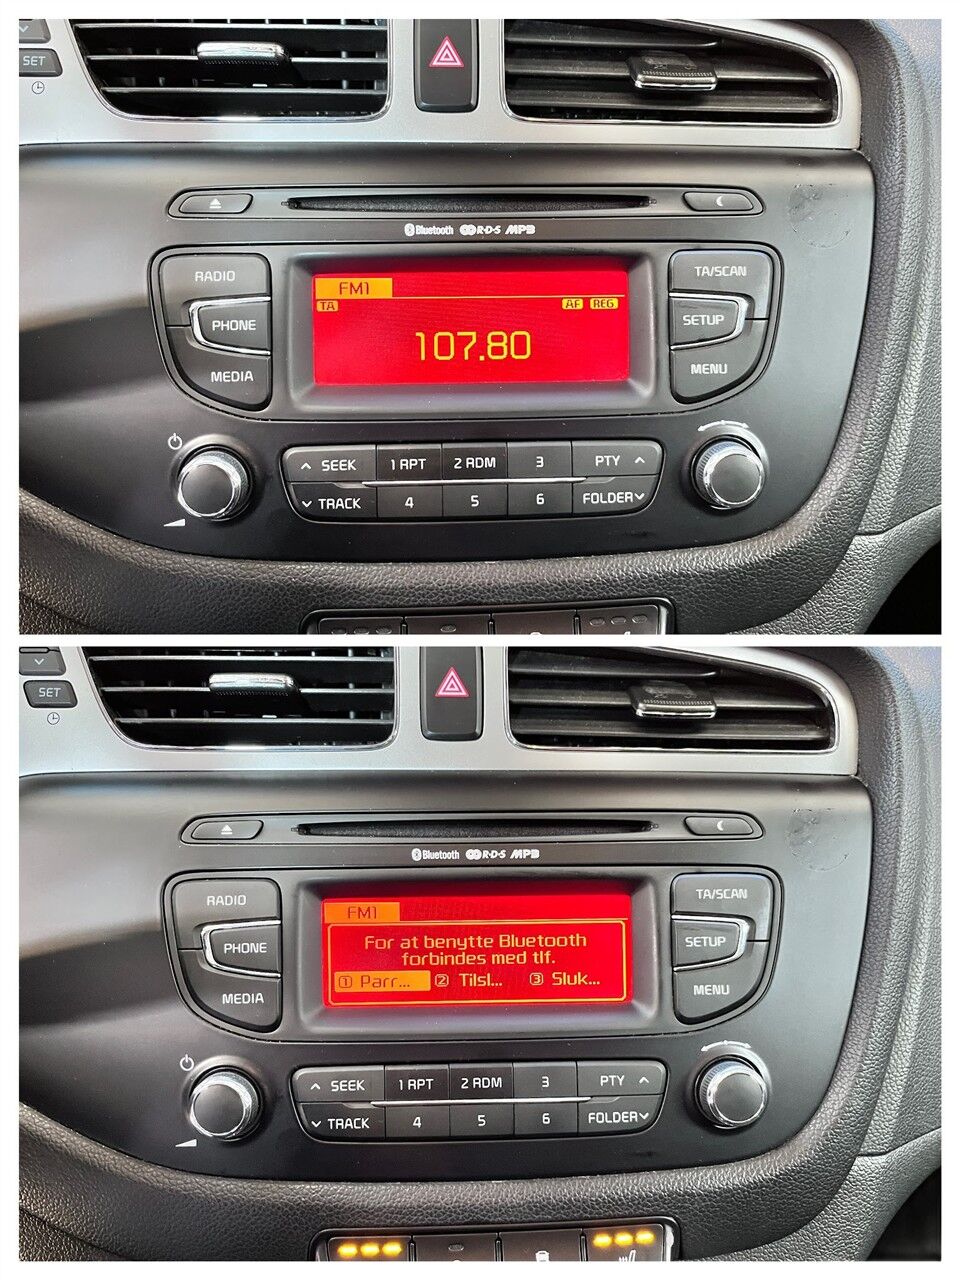 SET
Bluetooth R·D·S MP3
RADIO
PHONE
MEDIA
FM1
TA
AF REG
107.80
TA/SCAN
SETUP
MENU
SEEK 1 RPT 2 RDM 3 PTY
TRACK 4 5 6 FOLDER
SET
Bluetooth R·D·S MP3
RADIO
PHONE
MEDIA
FM1
For at benytte Bluetooth
forbindes med tlf.
1 Parr... 2 Tilsl... 3 Sluk...
TA/SCAN
SETUP
MENU
SEEK 1 RPT 2 RDM 3 PTY
TRACK 4 5 6 FOLDER